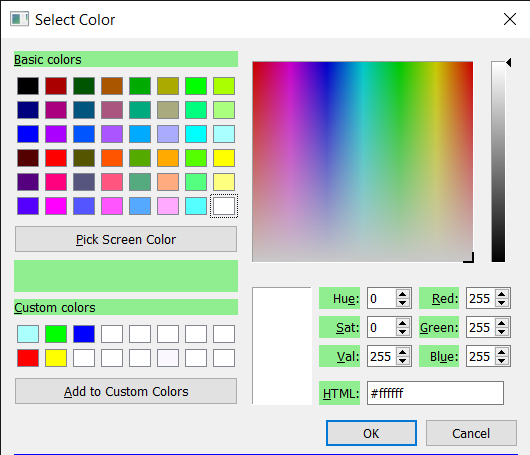 Select Color
Basic colors
Pick Screen Color
Custom colors
Add to Custom Colors
Hue: 0 Red: 255
Sat: 0 Green: 255
Val: 255 Blue: 255
HTML: #ffffff
OK Cancel